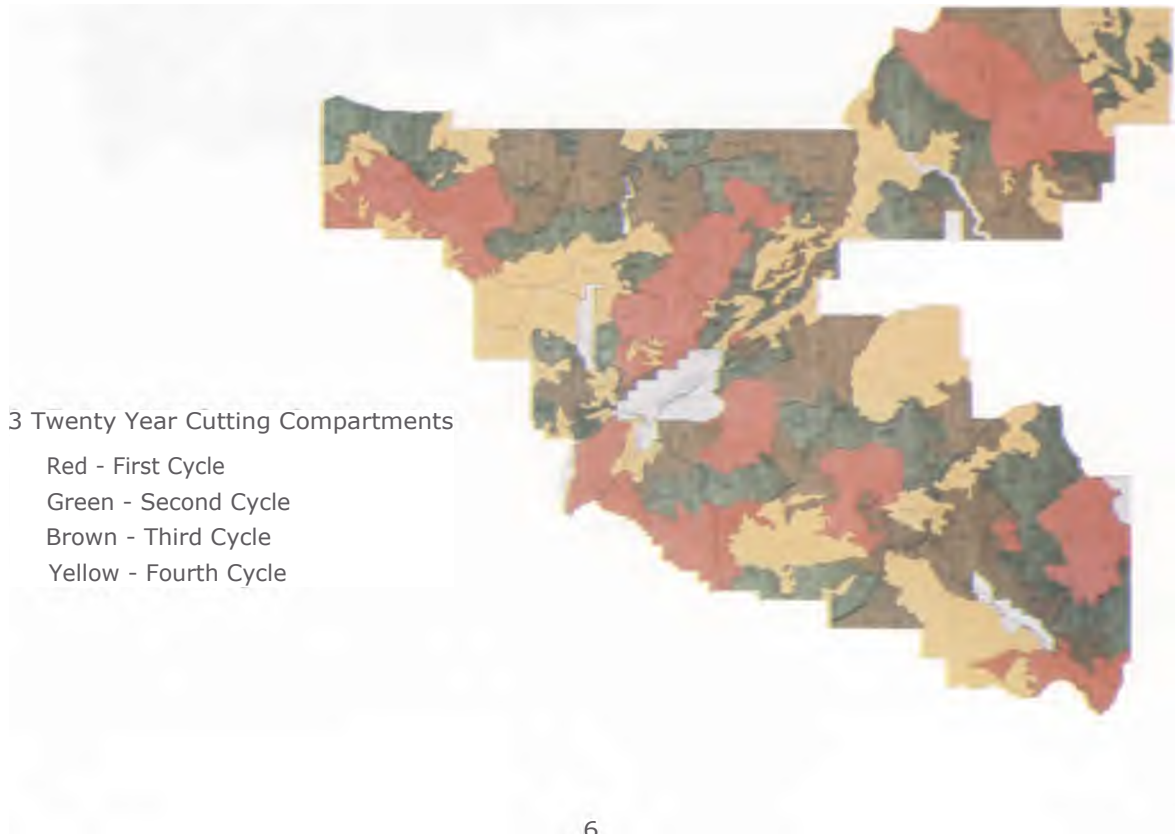 3 Twenty Year Cutting Compartments
Red - First Cycle
Green - Second Cycle
Brown - Third Cycle
Yellow - Fourth Cycle
6